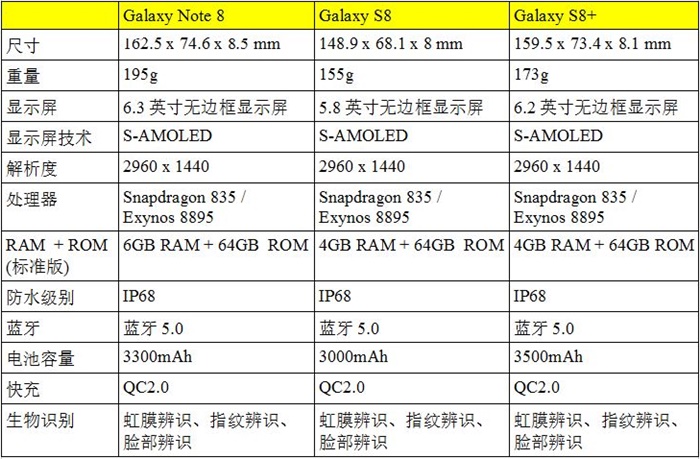 Galaxy Note 8 Galaxy S8 Galaxy S8+
尺寸 162.5 x 74.6 x 8.5 mm 148.9 x 68.1 x 8 mm 159.5 x 73.4 x 8.1 mm
重量 195g 155g 173g
显示屏 6.3 英寸无边框显示屏 5.8 英寸无边框显示屏 6.2 英寸无边框显示屏
显示屏技术 S-AMOLED S-AMOLED S-AMOLED
解析度 2960 x 1440 2960 x 1440 2960 x 1440
处理器 Snapdragon 835 / Snapdragon 835 / Snapdragon 835 /
Exynos 8895 Exynos 8895 Exynos 8895
RAM + ROM 6GB RAM + 64GB ROM 4GB RAM + 64GB ROM 4GB RAM + 64GB ROM
(标准版)
防水级别 IP68 IP68 IP68
蓝牙 蓝牙 5.0 蓝牙 5.0 蓝牙 5.0
电池容量 3300mAh 3000mAh 3500mAh
快充 QC2.0 QC2.0 QC2.0
生物识别 虹膜辨识、指纹辨识、 虹膜辨识、指纹辨识、 虹膜辨识、指纹辨识、
脸部辨识 脸部辨识 脸部辨识